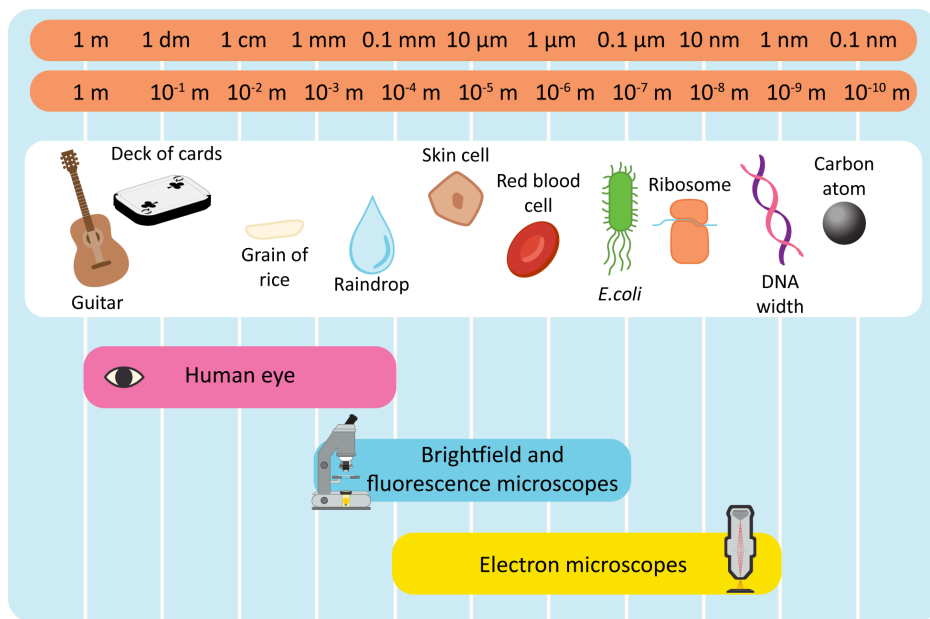 1 m 1 dm 1 cm 1 mm 0.1 mm 10 µm 1 µm 0.1 µm 10 nm 1 nm 0.1 nm
1 m 10⁻¹ m 10⁻² m 10⁻³ m 10⁻⁴ m 10⁻⁵ m 10⁻⁶ m 10⁻⁷ m 10⁻⁸ m 10⁻⁹ m 10⁻¹⁰ m
Deck of cards
Guitar
Grain of
rice
Raindrop
Skin cell
Red blood
cell
E.coli
Ribosome
DNA
width
Carbon
atom
Human eye
Brightfield and
fluorescence microscopes
Electron microscopes